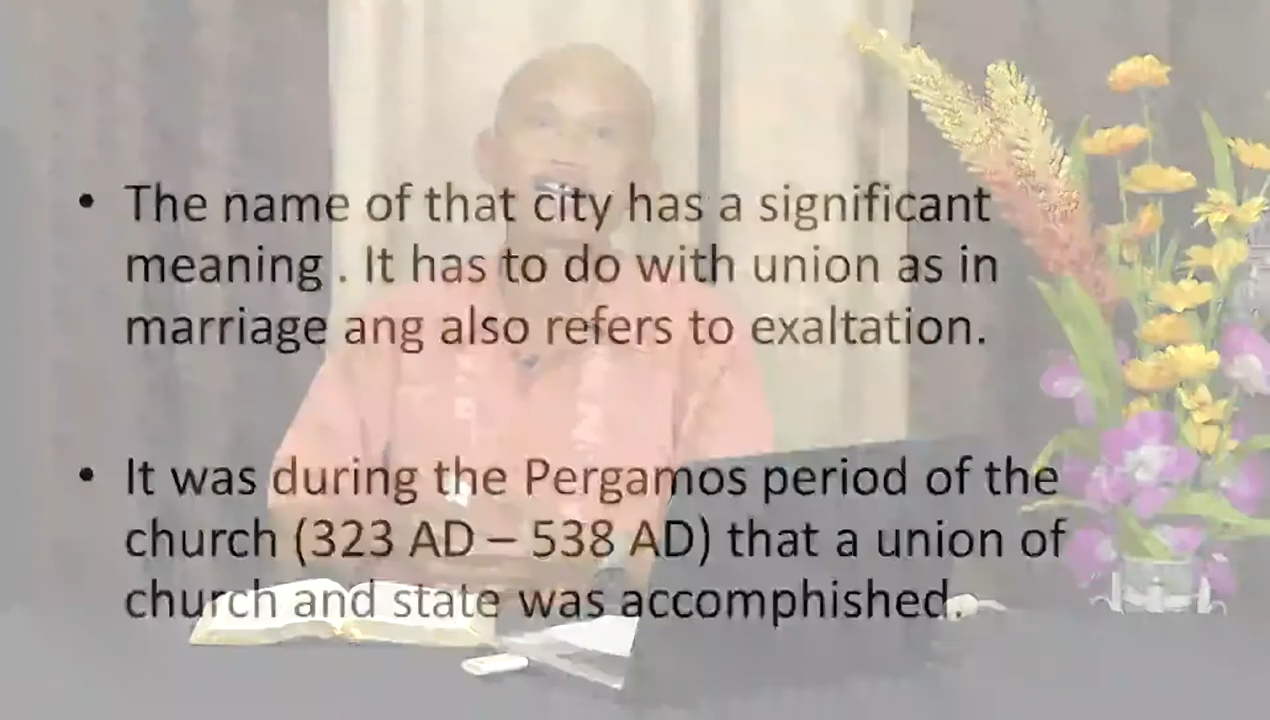 • The name of that city has a significant
meaning . It has to do with union as in
marriage ang also refers to exaltation.
• It was during the Pergamos period of the
church (323 AD – 538 AD) that a union of
church and state was accomphished.